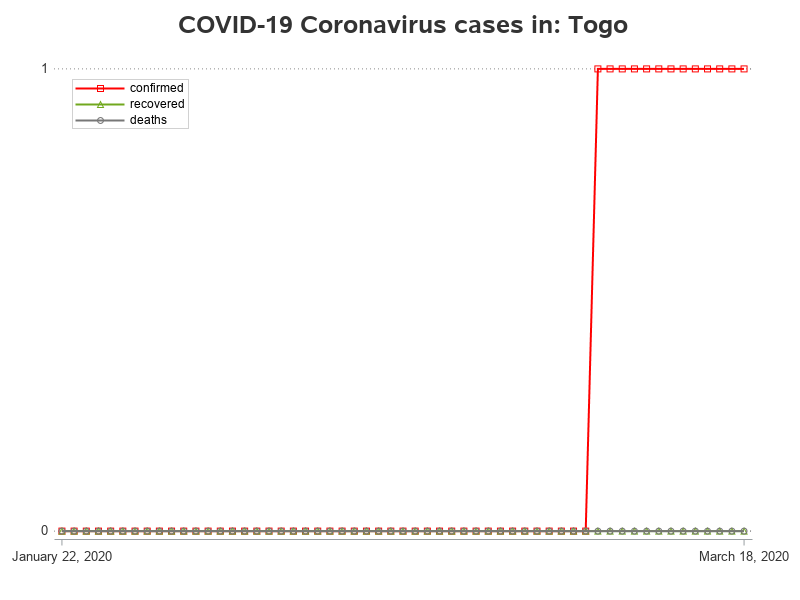 COVID-19 Coronavirus cases in: Togo
1
confirmed
recovered
deaths
0
January 22, 2020
March 18, 2020